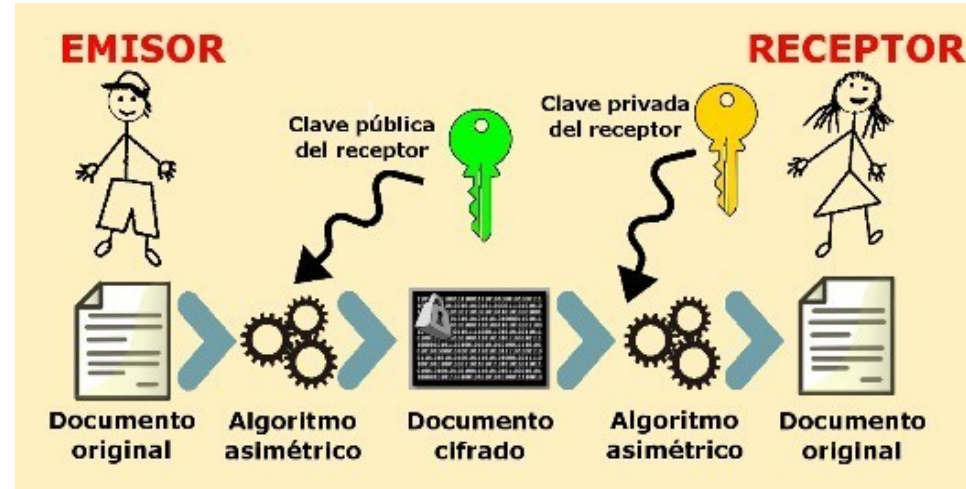 EMISOR
RECEPTOR
Clave pública
del receptor
Clave privada
del receptor
Documento
original
Algoritmo
asimétrico
Documento
cifrado
Algoritmo
asimétrico
Documento
original